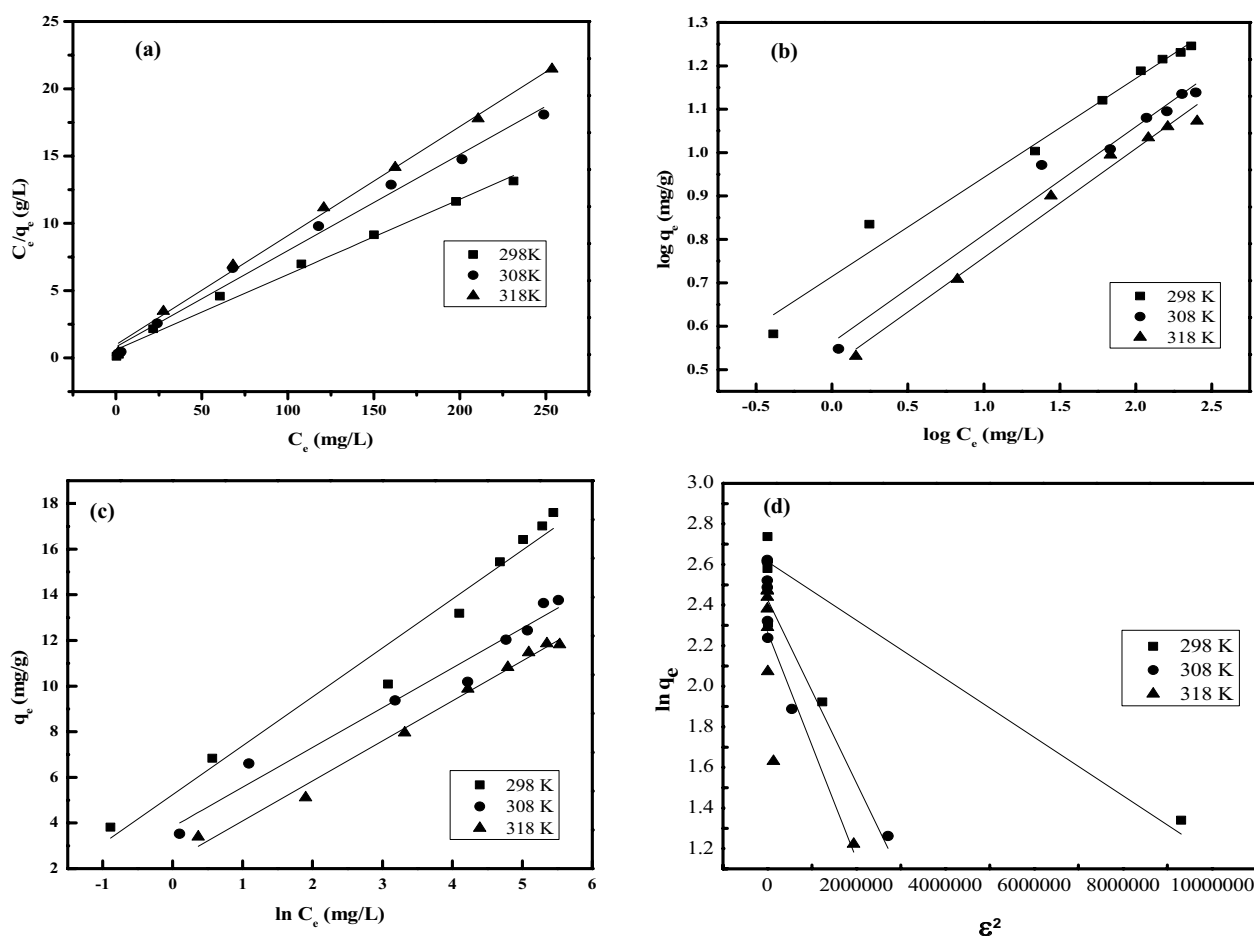 (a)
25
20
15
10
5
0
C_e/q_e (g/L)
298K
308K
318K
0 50 100 150 200 250
C_e (mg/L)
(b)
1.3
1.2
1.1
1.0
0.9
0.8
0.7
0.6
0.5
log q_e (mg/g)
298 K
308 K
318 K
-0.5 0.0 0.5 1.0 1.5 2.0 2.5
log C_e (mg/L)
(c)
18
16
14
12
10
8
6
4
2
q_e (mg/g)
298 K
308 K
318 K
-1 0 1 2 3 4 5 6
ln C_e (mg/L)
(d)
3.0
2.8
2.6
2.4
2.2
2.0
1.8
1.6
1.4
1.2
ln q_e
298 K
308 K
318 K
0 2000000 4000000 6000000 8000000 10000000
ε²